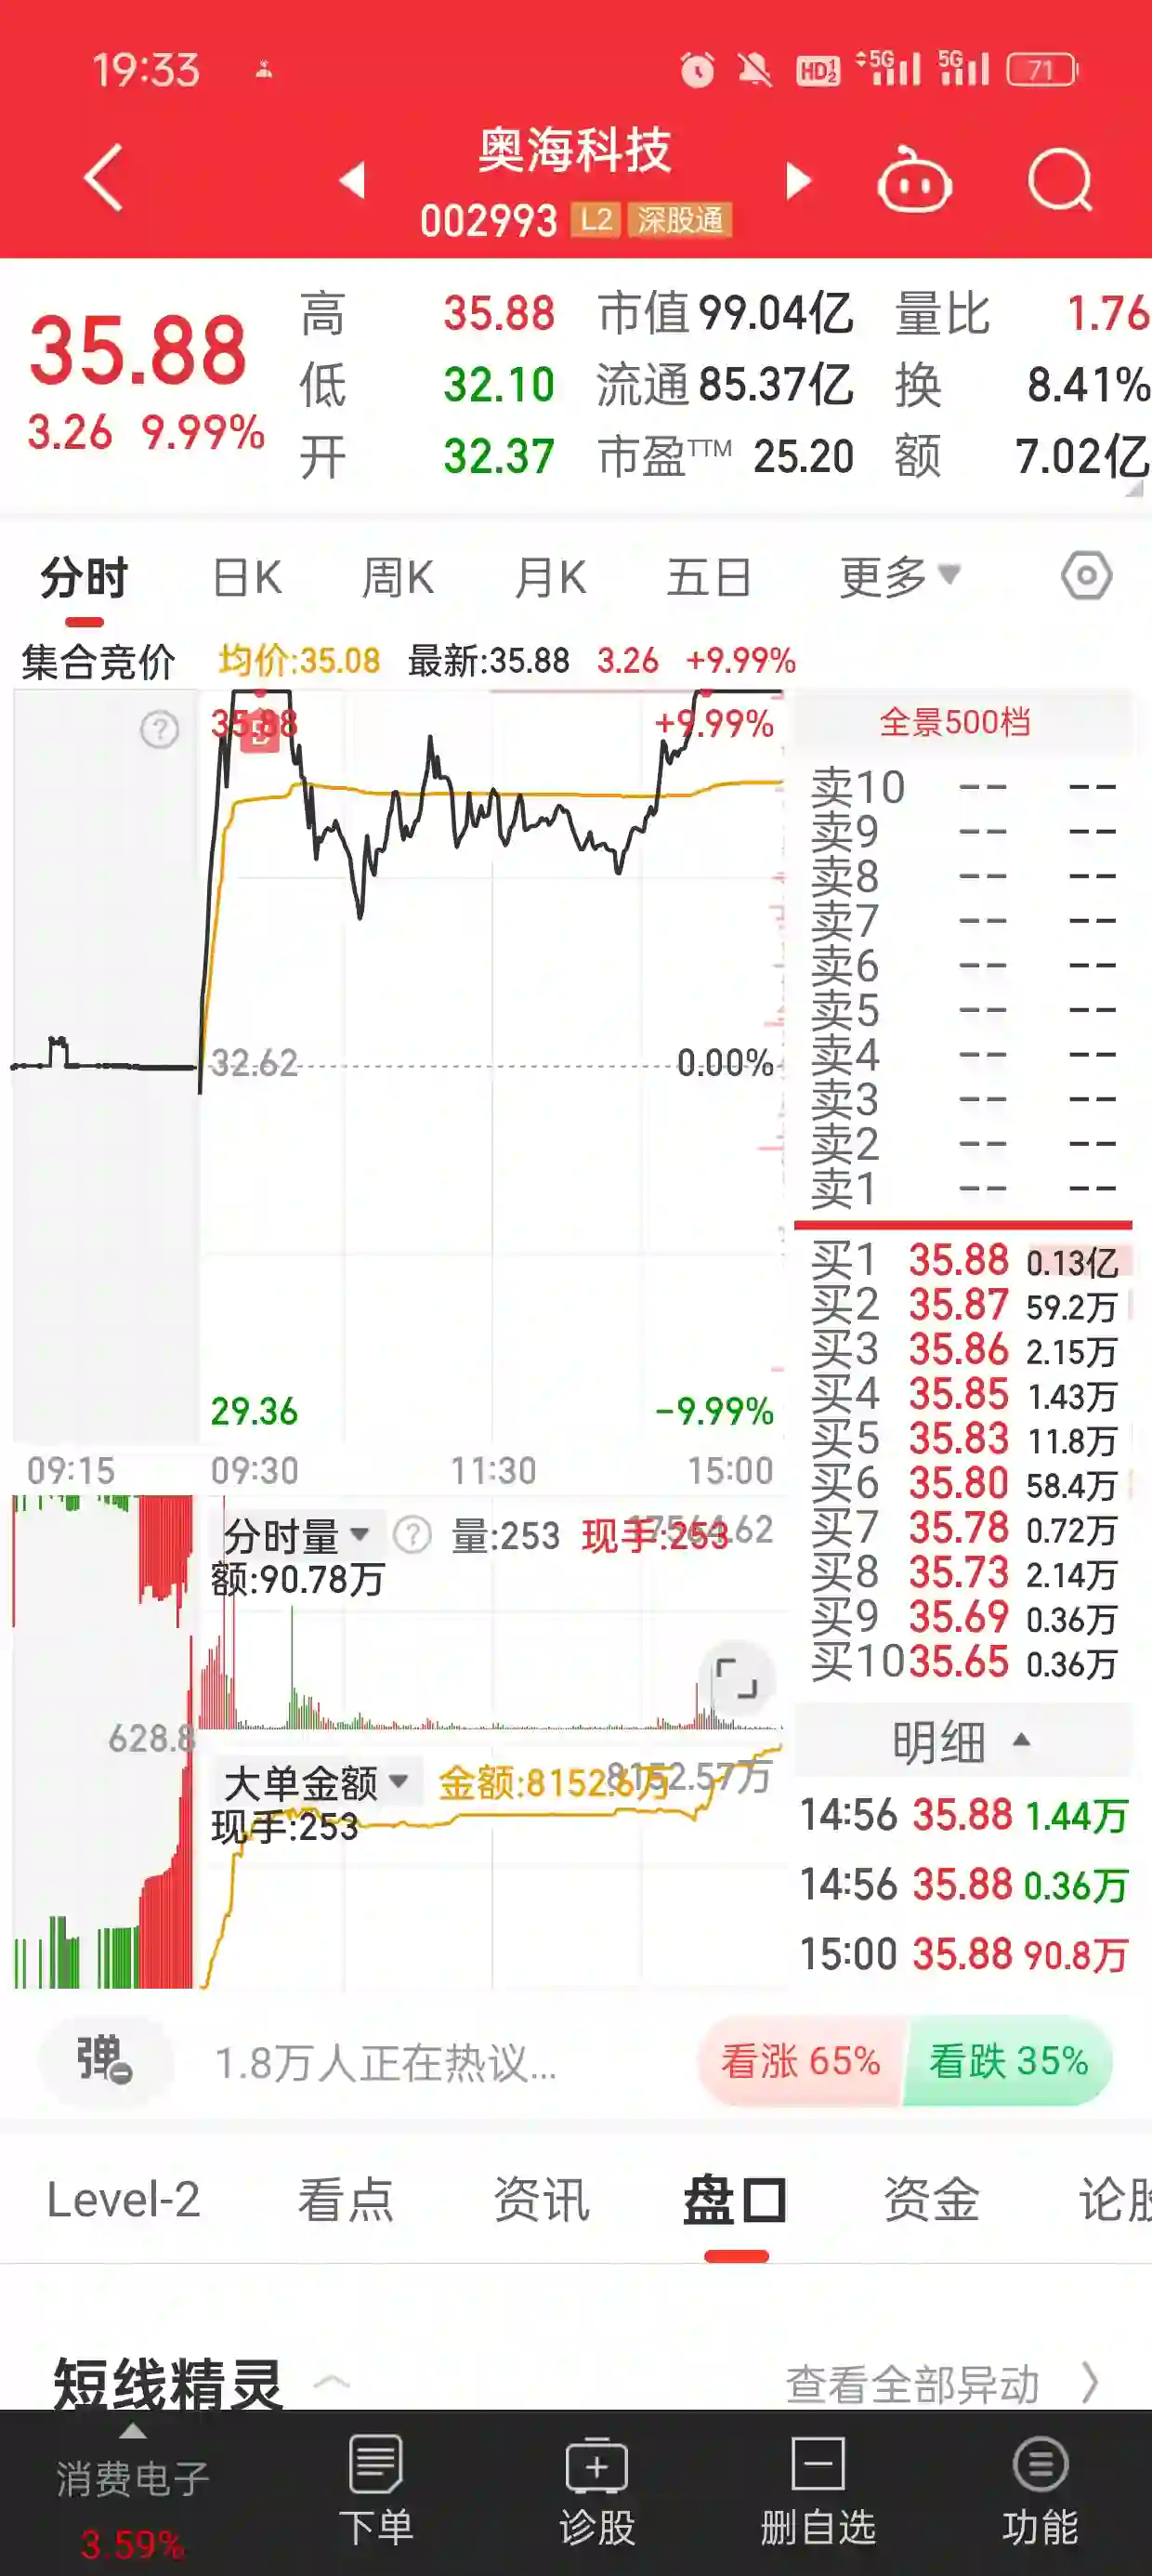 19:33 HD 5G 5G 71
奥海科技
002993 L2 深股通
35.88
3.26 9.99%
高 35.88 市值 99.04亿 量比 1.76
低 32.10 流通 85.37亿 换 8.41%
开 32.37 市盈TTM 25.20 额 7.02亿
分时 日K 周K 月K 五日 更多
集合竞价 均价:35.08 最新:35.88 3.26 +9.99%
35.88 +9.99%
32.62 0.00%
29.36 -9.99%
09:15 09:30 11:30 15:00
全景500档
卖10 -- --
卖9 -- --
卖8 -- --
卖7 -- --
卖6 -- --
卖5 -- --
卖4 -- --
卖3 -- --
卖2 -- --
卖1 -- --
买1 35.88 0.13亿
买2 35.87 59.2万
买3 35.86 2.15万
买4 35.85 1.43万
买5 35.83 11.8万
买6 35.80 58.4万
买7 35.78 0.72万
买8 35.73 2.14万
买9 35.69 0.36万
买10 35.65 0.36万
分时量 ? 量:253 现手:253
额:90.78万
628.8
大单金额 金额:8152.6万 8152.57万
现手:253
明细
14:56 35.88 1.44万
14:56 35.88 0.36万
15:00 35.88 90.8万
弹 1.8万人正在热议... 看涨 65% 看跌 35%
Level-2 看点 资讯 盘口 资金 论股
短线精灵 查看全部异动
消费电子
3.59%
下单 诊股 删自选 功能